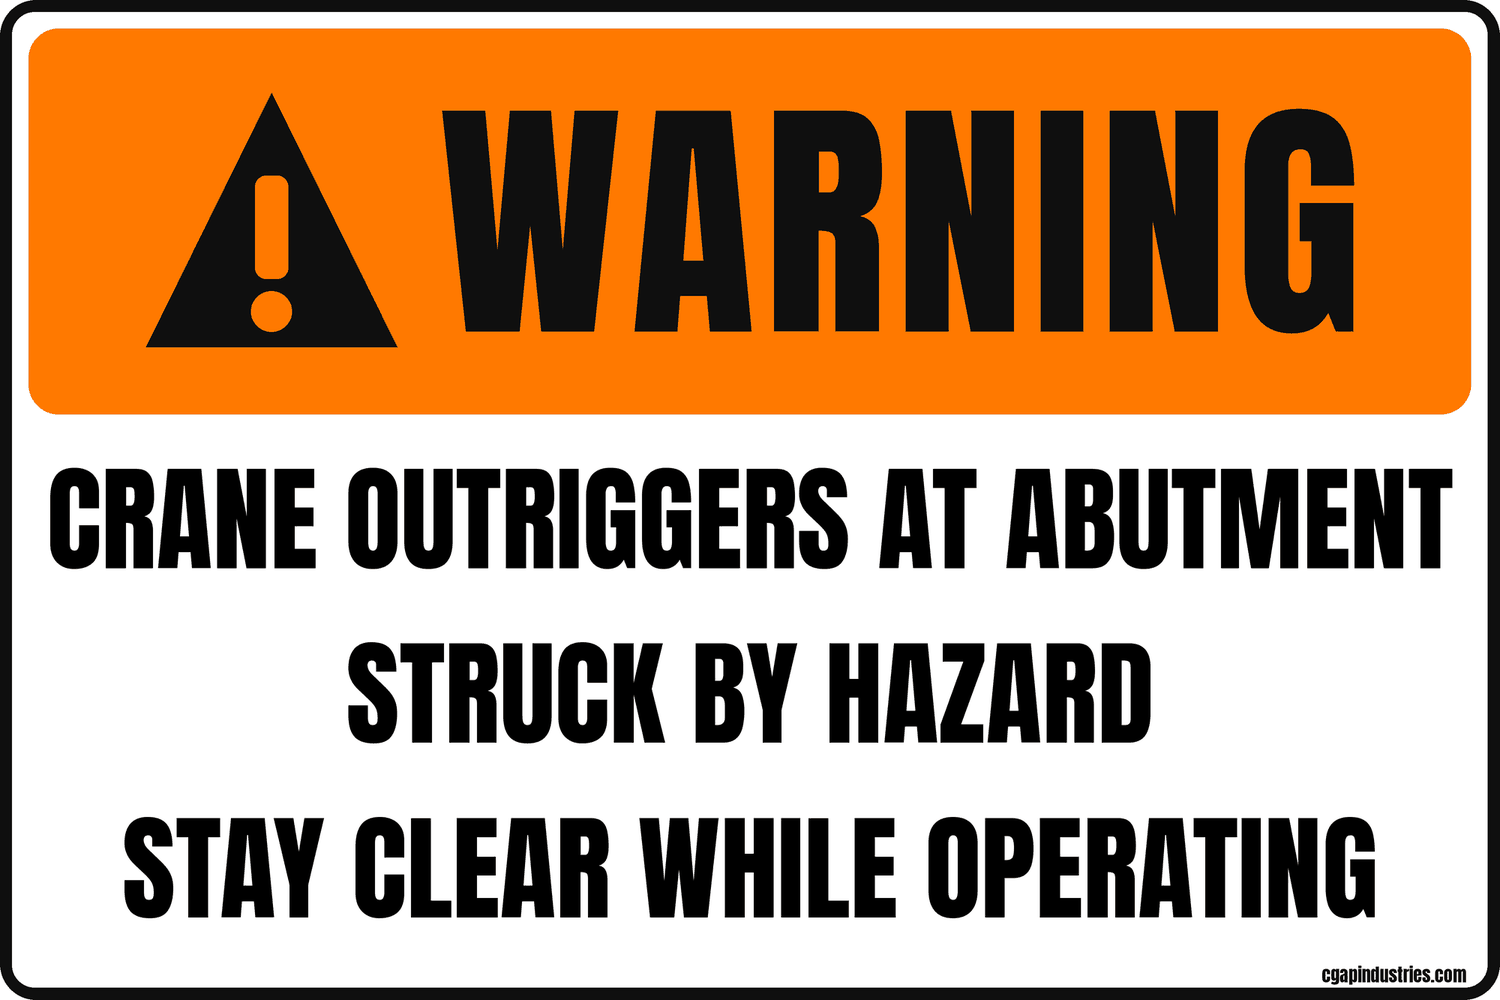 WARNING
CRANE OUTRIGGERS AT ABUTMENT
STRUCK BY HAZARD
STAY CLEAR WHILE OPERATING
cgapindustries.com